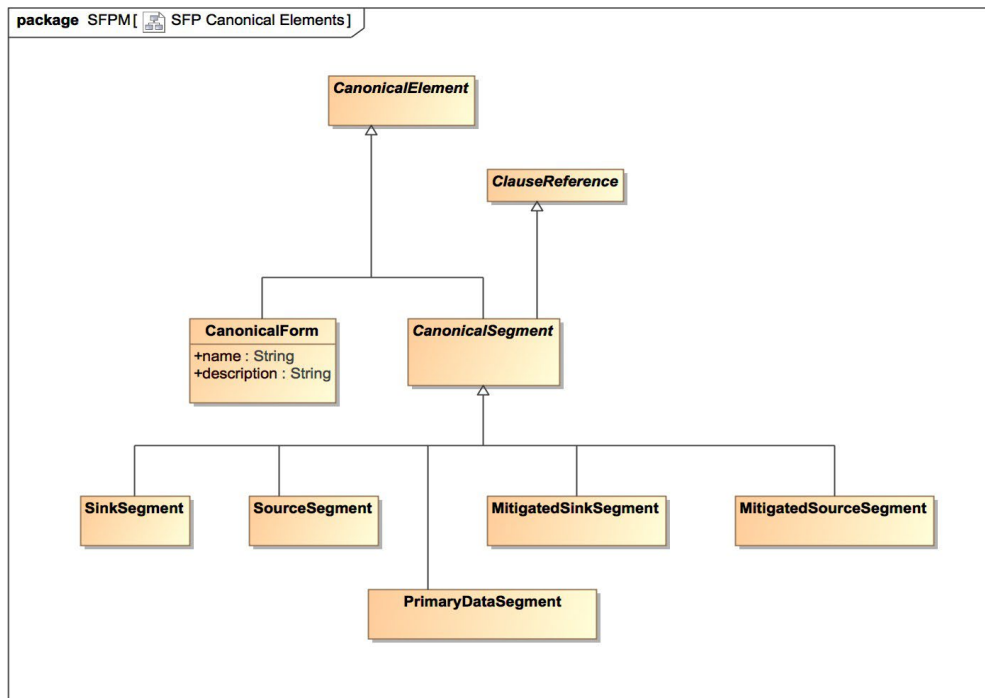 package SFPM[ SFP Canonical Elements]
CanonicalElement
ClauseReference
CanonicalForm
+name : String
+description : String
CanonicalSegment
SinkSegment
SourceSegment
MitigatedSinkSegment
MitigatedSourceSegment
PrimaryDataSegment